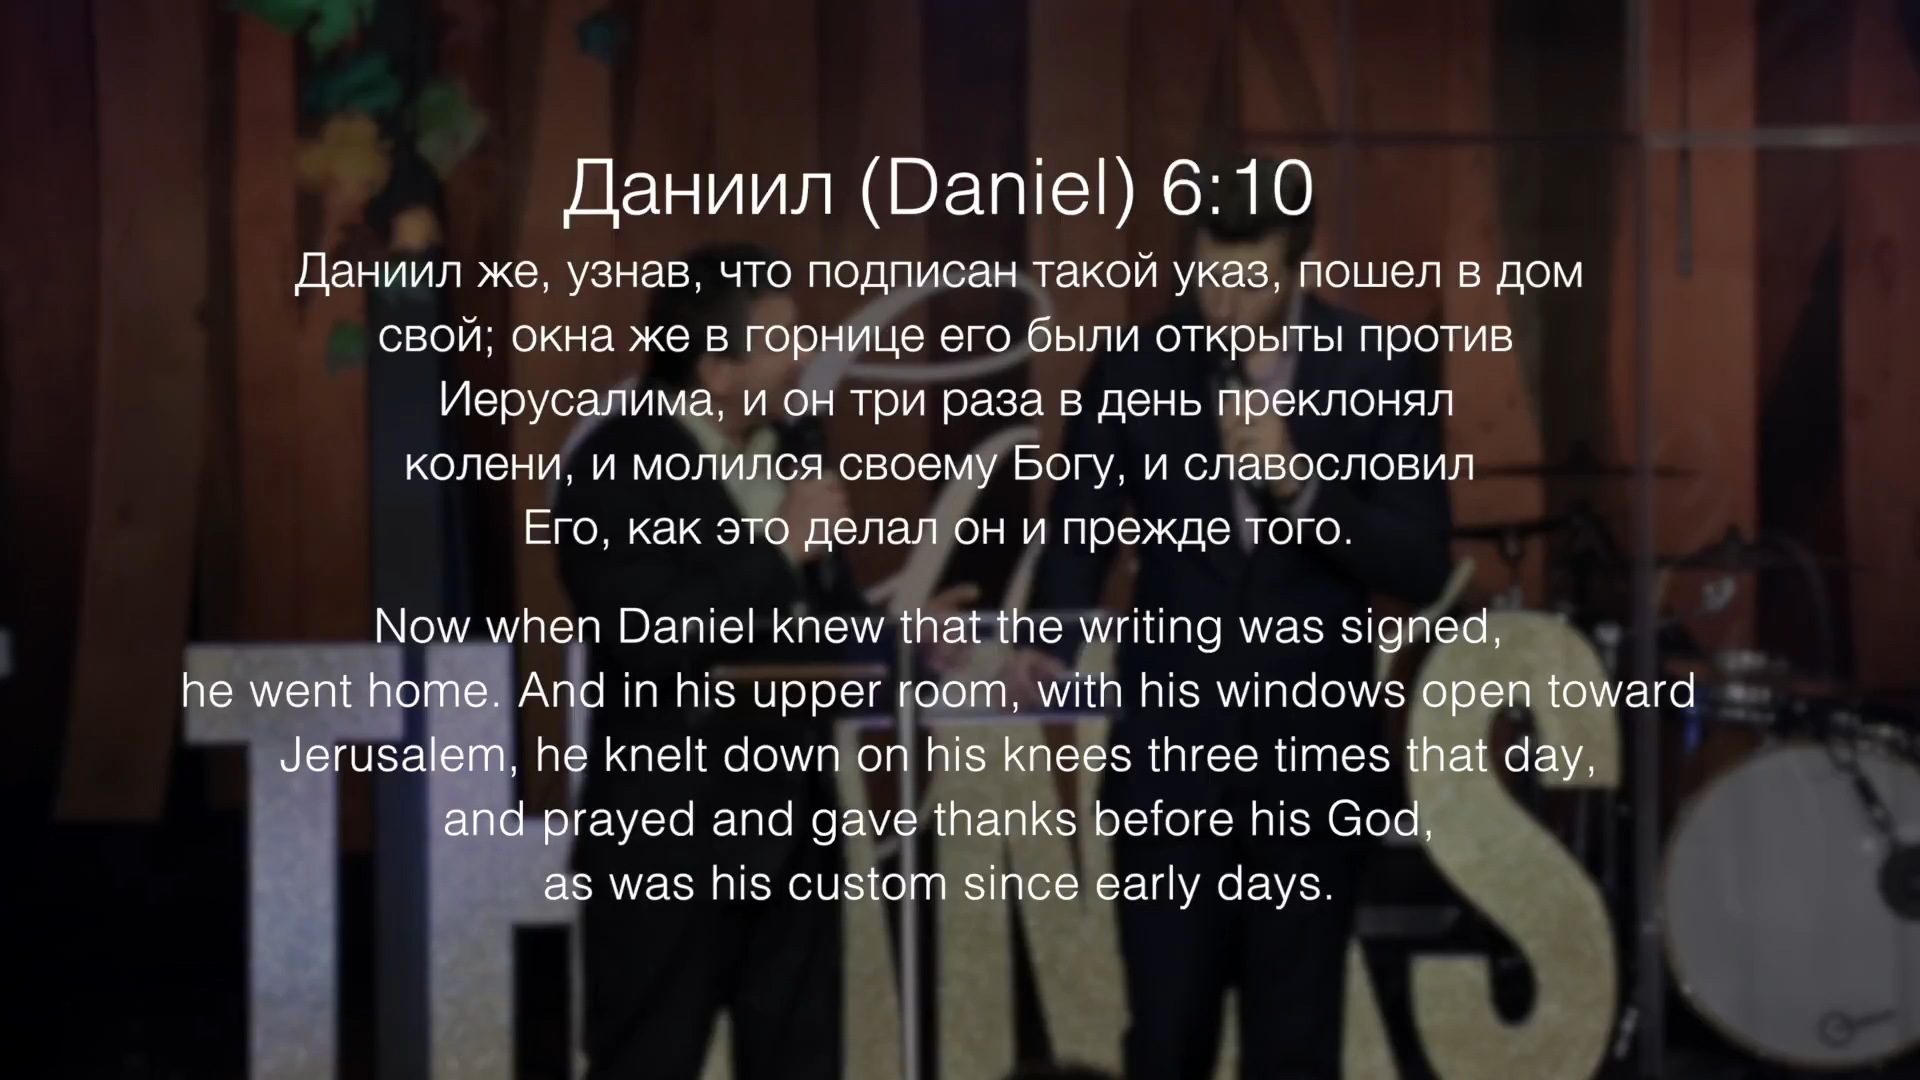 Даниил (Daniel) 6:10
Даниил же, узнав, что подписан такой указ, пошел в дом
свой; окна же в горнице его были открыты против
Иерусалима, и он три раза в день преклонял
колени, и молился своему Богу, и славословил
Его, как это делал он и прежде того.
Now when Daniel knew that the writing was signed,
he went home. And in his upper room, with his windows open toward
Jerusalem, he knelt down on his knees three times that day,
and prayed and gave thanks before his God,
as was his custom since early days.